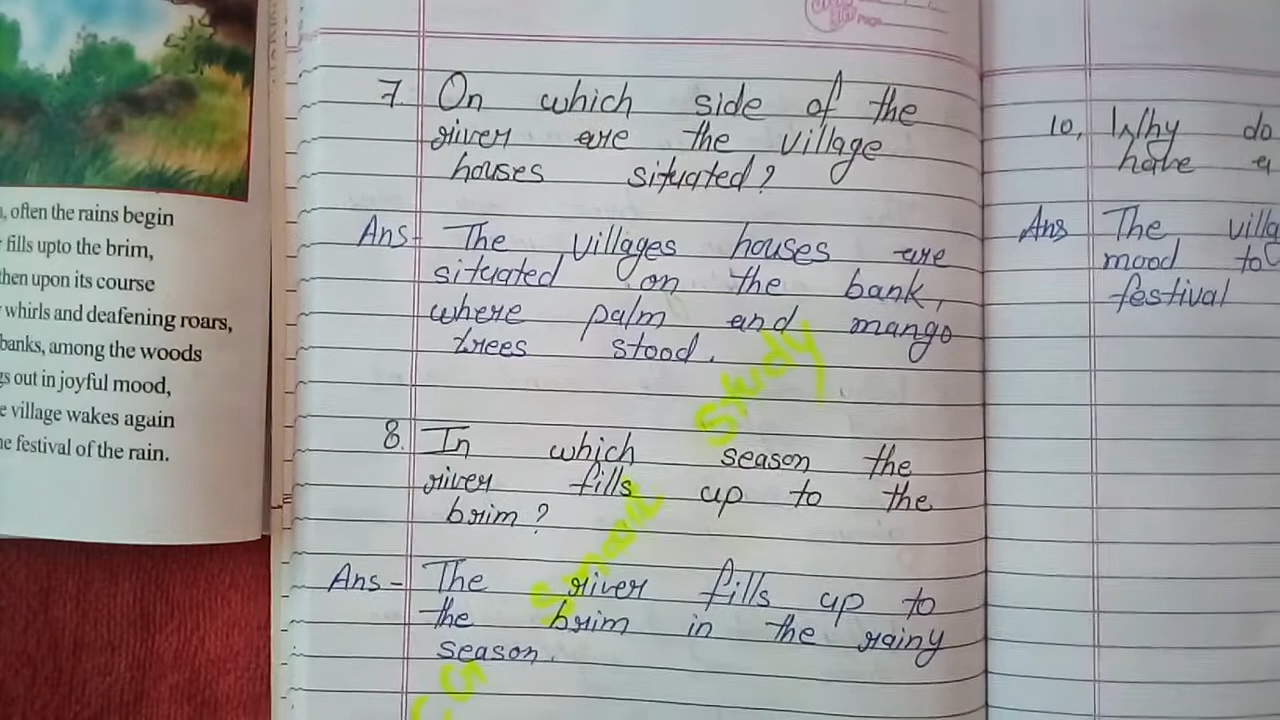 , often the rains begin
fills upto the brim,
then upon its course
whirls and deafening roars,
banks, among the woods
gs out in joyful mood,
e village wakes again
he festival of the rain.
7. On which side of the
river are the village
houses situated?
Ans- The villages houses are
situated on the bank,
where palm and mango
trees stood.
8. In which season the
river fills up to the
brim?
Ans- The river fills up to
the brim in the rainy
season.
Study
10, Why do
have a
Ans The villag
mood to
festival